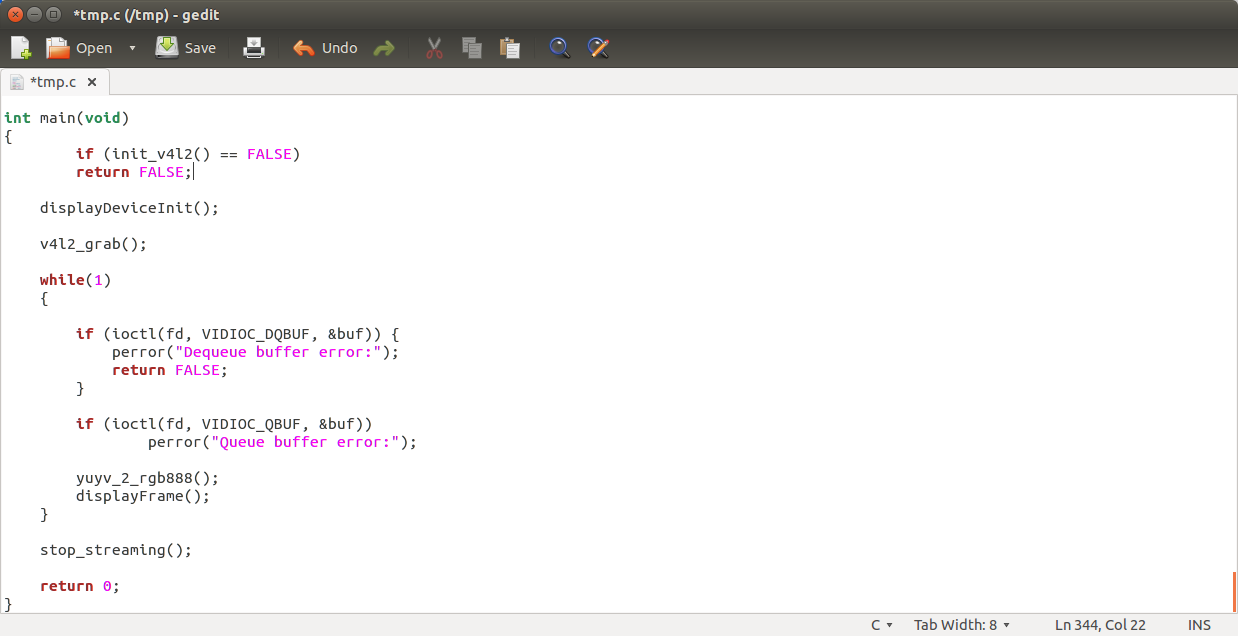 *tmp.c (/tmp) - gedit
Open Save Undo
*tmp.c
int main(void)
{
        if (init_v4l2() == FALSE)
        return FALSE;
    displayDeviceInit();
    v4l2_grab();
    while(1)
    {
        if (ioctl(fd, VIDIOC_DQBUF, &buf)) {
            perror("Dequeue buffer error:");
            return FALSE;
        }
        if (ioctl(fd, VIDIOC_QBUF, &buf))
                perror("Queue buffer error:");
        yuyv_2_rgb888();
        displayFrame();
    }
    stop_streaming();
    return 0;
}
C Tab Width: 8 Ln 344, Col 22 INS